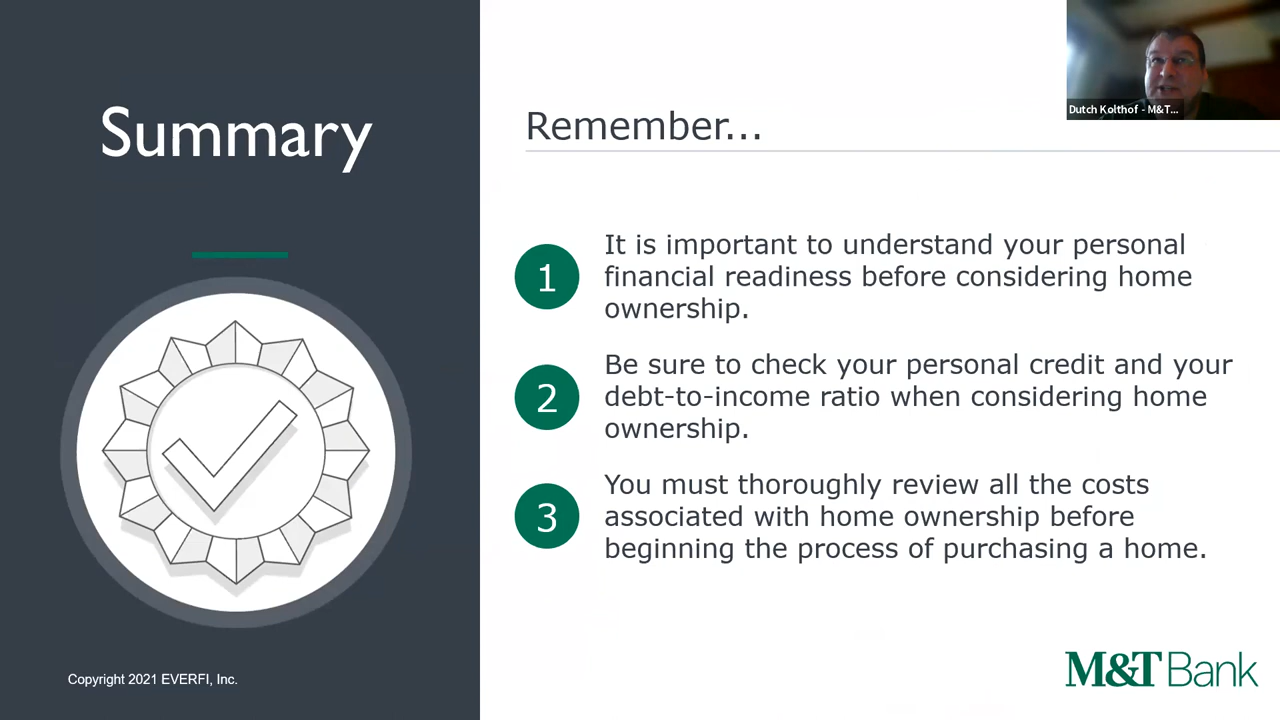 Summary
Remember...
1
It is important to understand your personal
financial readiness before considering home
ownership.
2
Be sure to check your personal credit and your
debt-to-income ratio when considering home
ownership.
3
You must thoroughly review all the costs
associated with home ownership before
beginning the process of purchasing a home.
Dutch Kolthof - M&T...
Copyright 2021 EVERFI, Inc.
M&T Bank